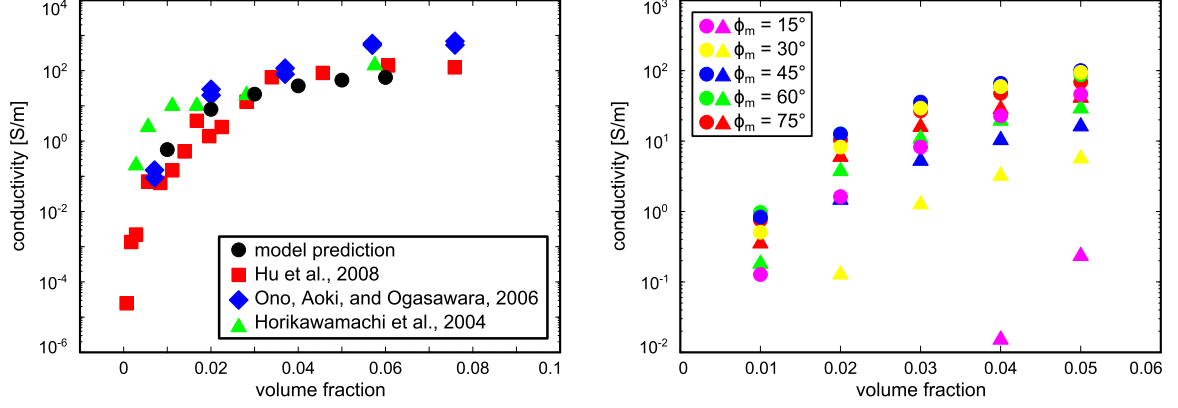 10^4
10^2
10^0
10^-2
10^-4
10^-6
conductivity [S/m]
0 0.02 0.04 0.06 0.08 0.1
volume fraction
model prediction
Hu et al., 2008
Ono, Aoki, and Ogasawara, 2006
Horikawamachi et al., 2004
10^3
10^2
10^1
10^0
10^-1
10^-2
conductivity [S/m]
0 0.01 0.02 0.03 0.04 0.05 0.06
volume fraction
ϕm = 15°
ϕm = 30°
ϕm = 45°
ϕm = 60°
ϕm = 75°